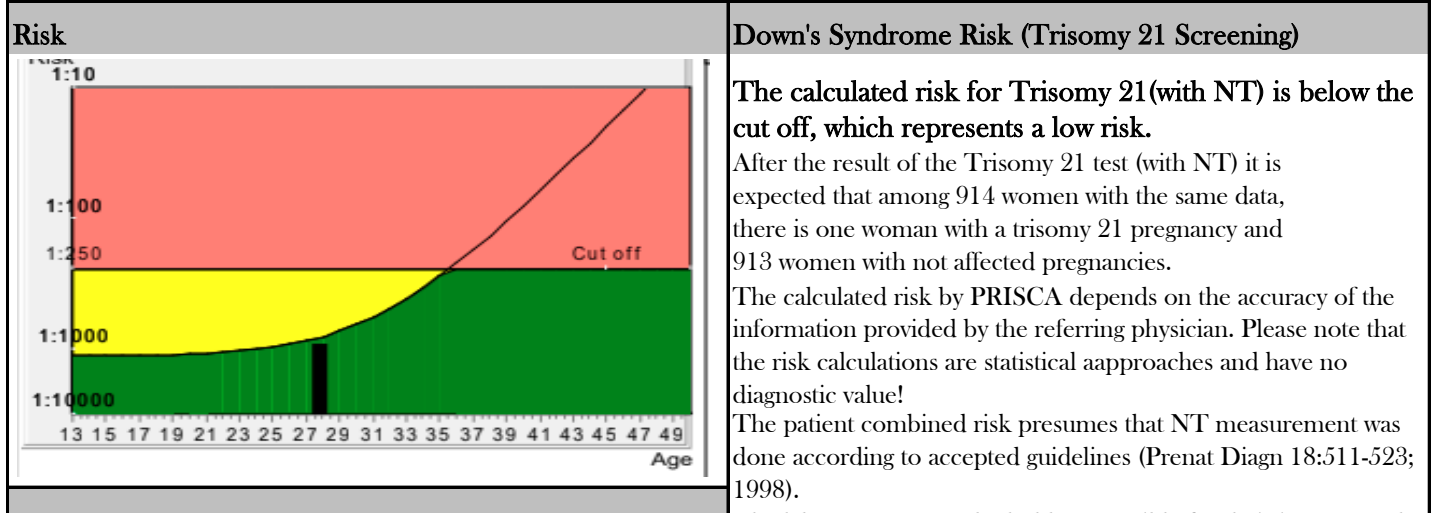 Risk
Risk
1:10
1:100
1:250
Cut off
1:1000
1:10000
13 15 17 19 21 23 25 27 29 31 33 35 37 39 41 43 45 47 49
Age
Down's Syndrome Risk (Trisomy 21 Screening)
The calculated risk for Trisomy 21(with NT) is below the
cut off, which represents a low risk.
After the result of the Trisomy 21 test (with NT) it is
expected that among 914 women with the same data,
there is one woman with a trisomy 21 pregnancy and
913 women with not affected pregnancies.
The calculated risk by PRISCA depends on the accuracy of the
information provided by the referring physician. Please note that
the risk calculations are statistical aapproaches and have no
diagnostic value!
The patient combined risk presumes that NT measurement was
done according to accepted guidelines (Prenat Diagn 18:511-523;
1998).